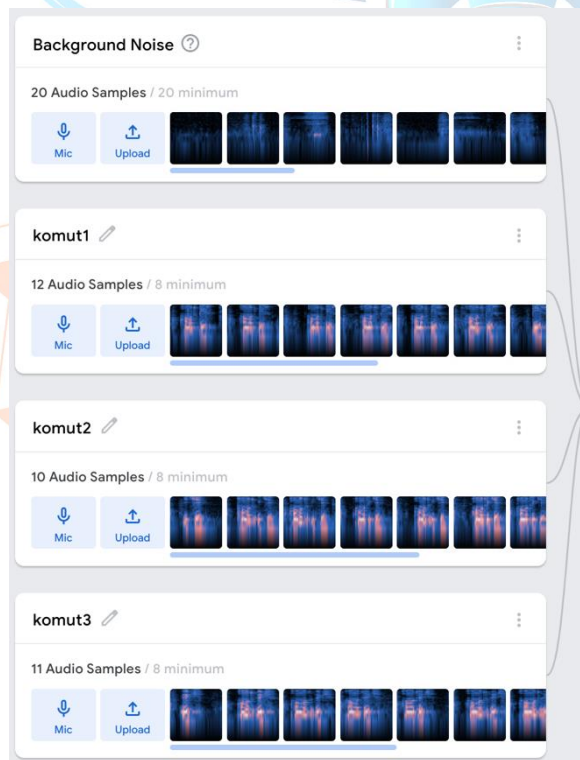 Background Noise ?
20 Audio Samples / 20 minimum
Mic
Upload
komut1
12 Audio Samples / 8 minimum
Mic
Upload
komut2
10 Audio Samples / 8 minimum
Mic
Upload
komut3
11 Audio Samples / 8 minimum
Mic
Upload